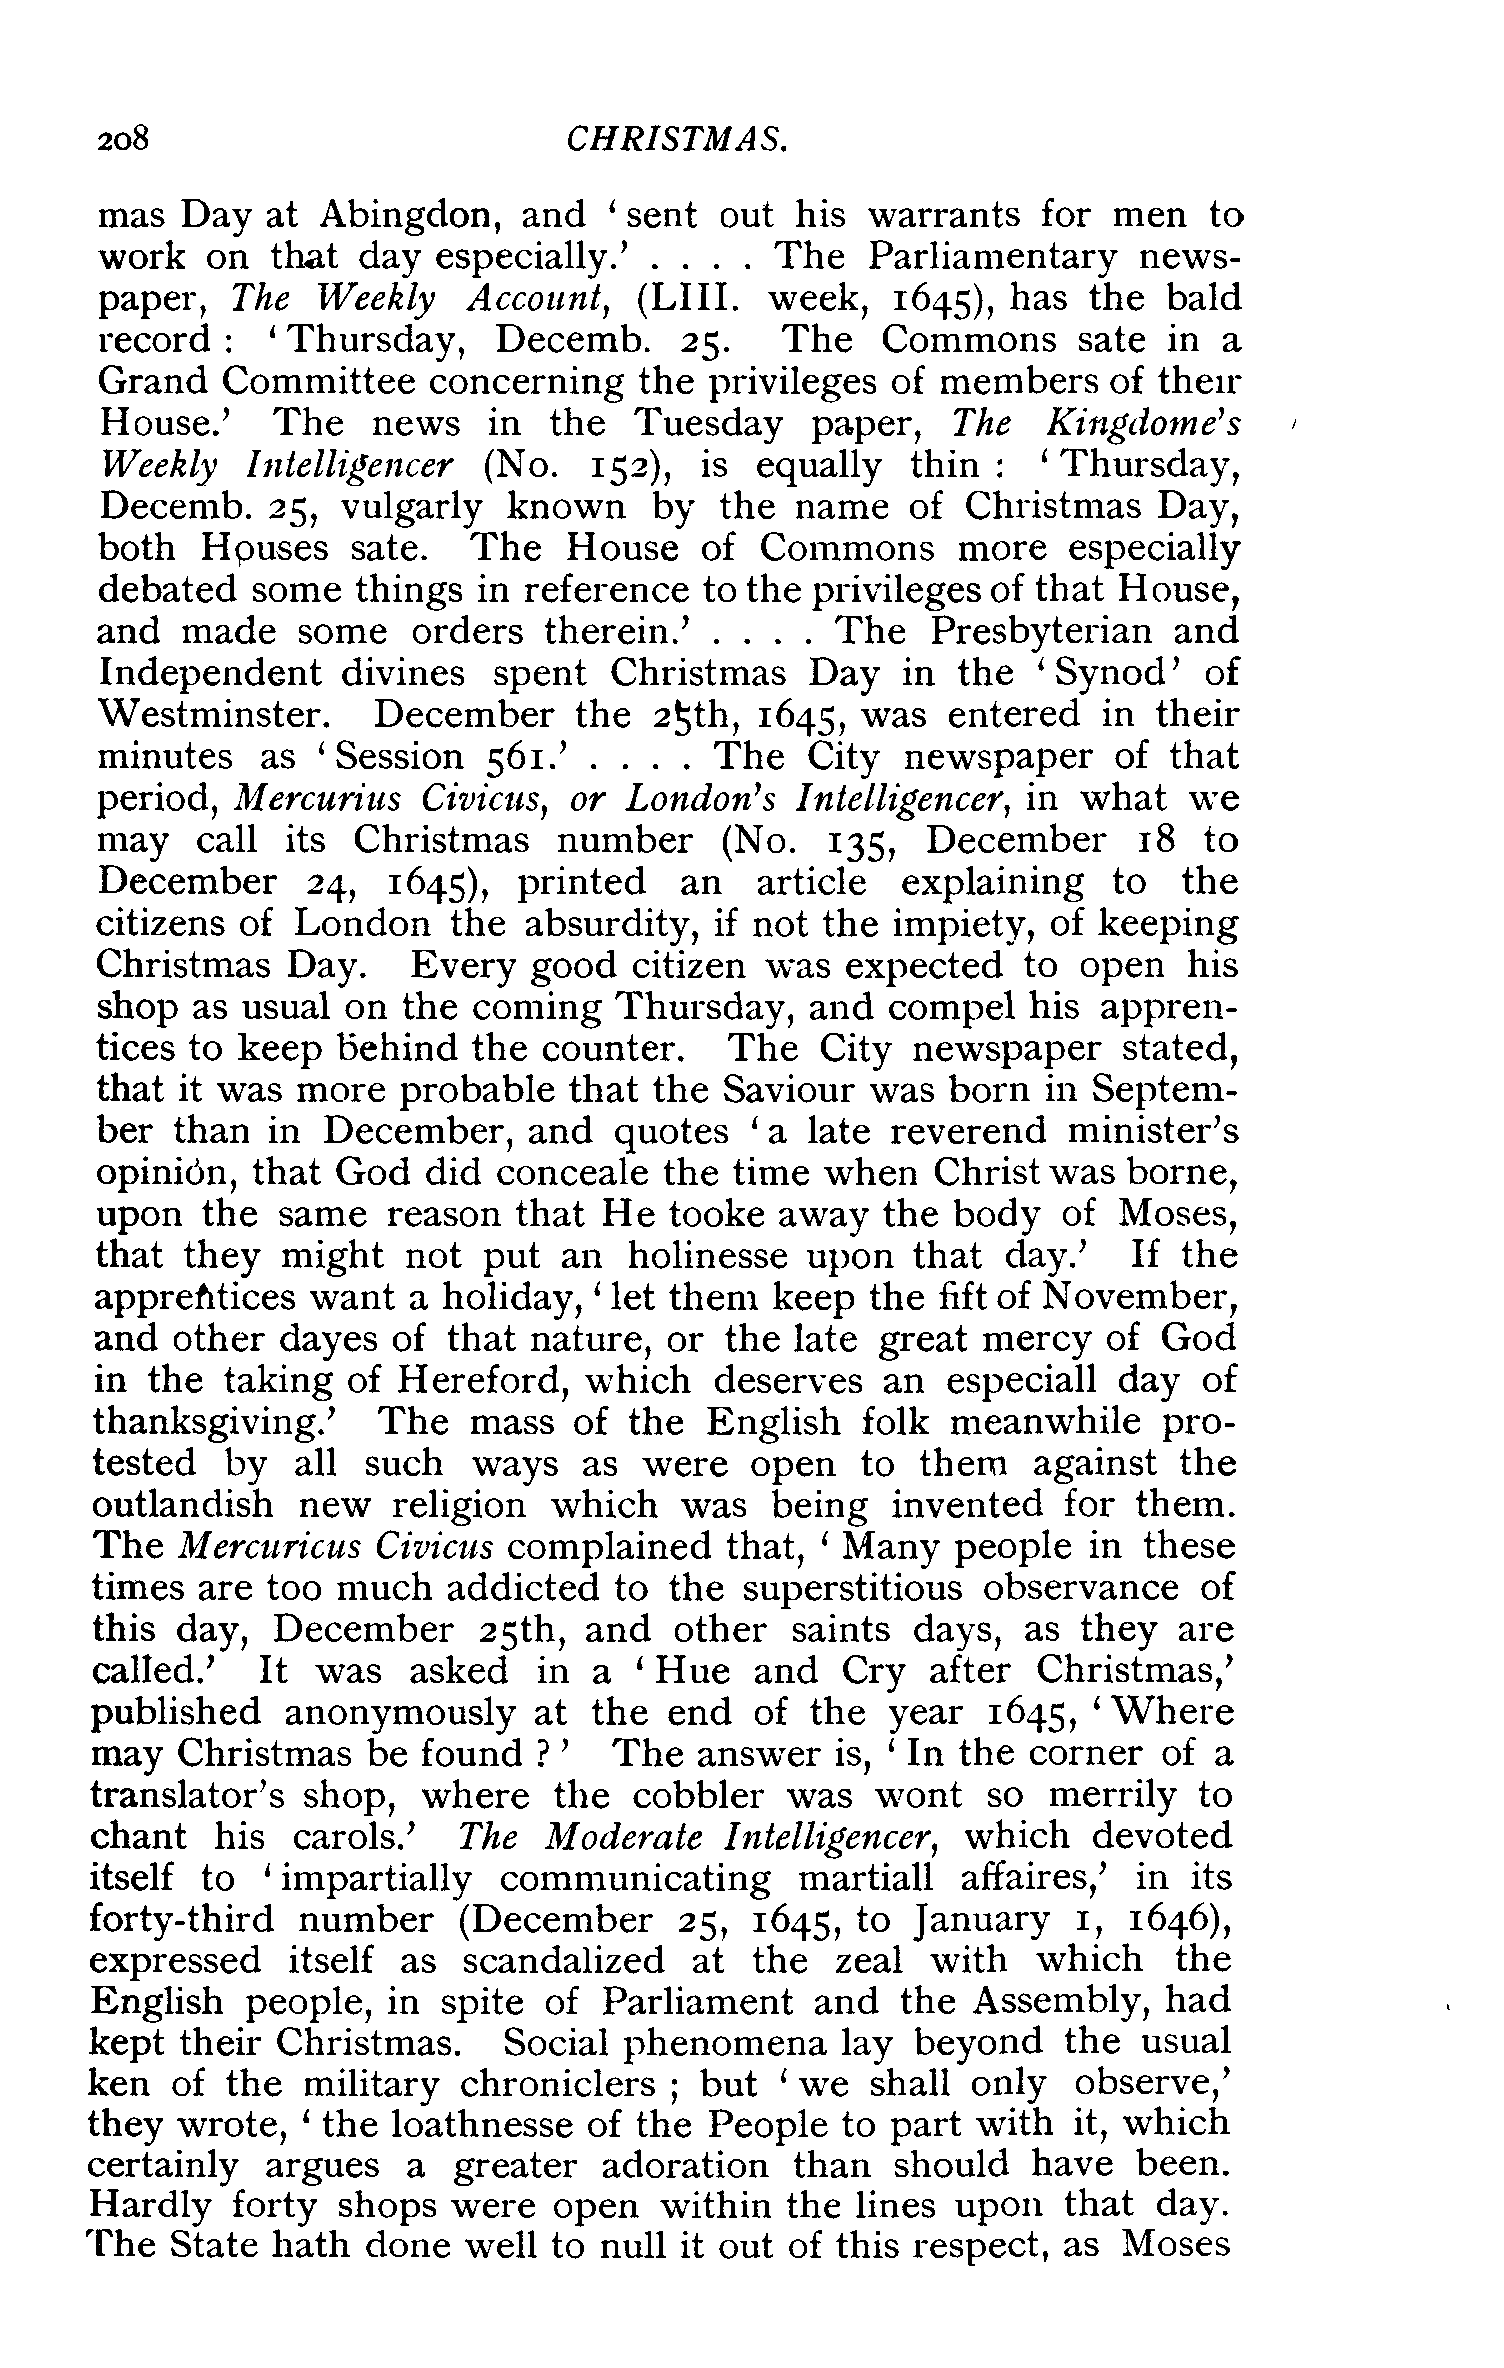 208 CHRISTMAS.
mas Day at Abingdon, and ‘ sent out his warrants for men to
work on that day especially.’ . . . . The Parliamentary news-
paper, The Weekly Account, (LIII. week, 1645), has the bald
record : ‘ Thursday, Decemb. 25. The Commons sate in a
Grand Committee concerning the privileges of members of their
House.’ The news in the Tuesday paper, The Kingdome’s
Weekly Intelligencer (No. 152), is equally thin : ‘ Thursday,
Decemb. 25, vulgarly known by the name of Christmas Day,
both Houses sate. The House of Commons more especially
debated some things in reference to the privileges of that House,
and made some orders therein.’ . . . . The Presbyterian and
Independent divines spent Christmas Day in the ‘ Synod’ of
Westminster. December the 25th, 1645, was entered in their
minutes as ‘ Session 561.’ . . . . The City newspaper of that
period, Mercurius Civicus, or London’s Intelligencer, in what we
may call its Christmas number (No. 135, December 18 to
December 24, 1645), printed an article explaining to the
citizens of London the absurdity, if not the impiety, of keeping
Christmas Day. Every good citizen was expected to open his
shop as usual on the coming Thursday, and compel his appren-
tices to keep behind the counter. The City newspaper stated,
that it was more probable that the Saviour was born in Septem-
ber than in December, and quotes ‘ a late reverend minister’s
opinion, that God did conceale the time when Christ was borne,
upon the same reason that He tooke away the body of Moses,
that they might not put an holinesse upon that day.’ If the
apprentices want a holiday, ‘ let them keep the fift of November,
and other dayes of that nature, or the late great mercy of God
in the taking of Hereford, which deserves an especiall day of
thanksgiving.’ The mass of the English folk meanwhile pro-
tested by all such ways as were open to them against the
outlandish new religion which was being invented for them.
The Mercuricus Civicus complained that, ‘ Many people in these
times are too much addicted to the superstitious observance of
this day, December 25th, and other saints days, as they are
called.’ It was asked in a ‘ Hue and Cry after Christmas,’
published anonymously at the end of the year 1645, ‘ Where
may Christmas be found ? ’ The answer is, ‘ In the corner of a
translator’s shop, where the cobbler was wont so merrily to
chant his carols.’ The Moderate Intelligencer, which devoted
itself to ‘ impartially communicating martiall affaires,’ in its
forty-third number (December 25, 1645, to January 1, 1646),
expressed itself as scandalized at the zeal with which the
English people, in spite of Parliament and the Assembly, had
kept their Christmas. Social phenomena lay beyond the usual
ken of the military chroniclers ; but ‘ we shall only observe,’
they wrote, ‘ the loathnesse of the People to part with it, which
certainly argues a greater adoration than should have been.
Hardly forty shops were open within the lines upon that day.
The State hath done well to null it out of this respect, as Moses